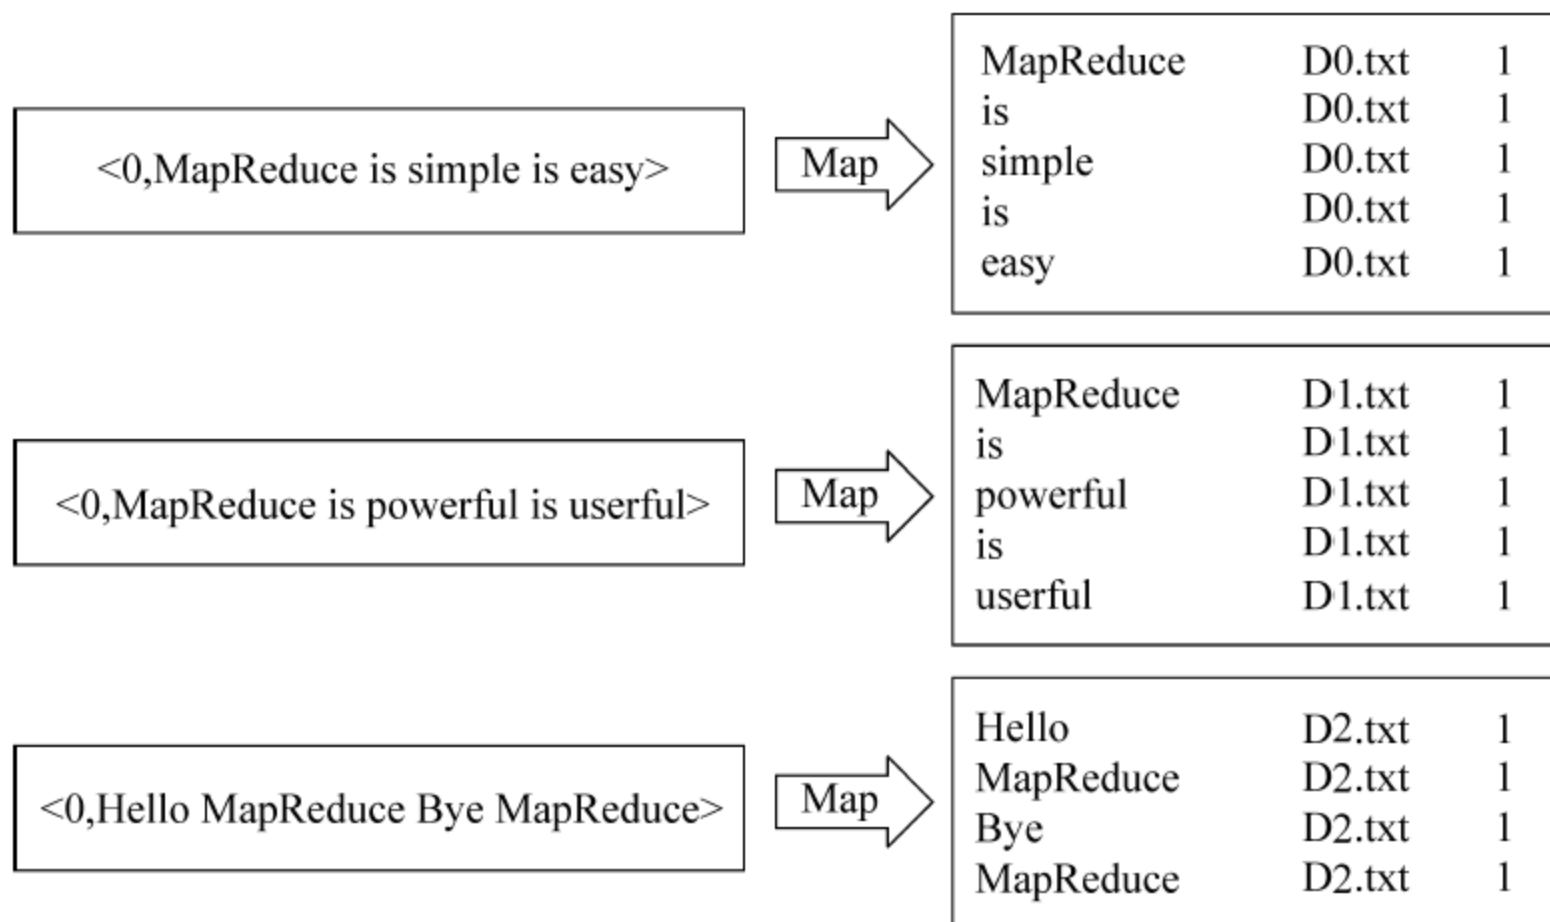 <0,MapReduce is simple is easy>
Map
MapReduce D0.txt 1
is D0.txt 1
simple D0.txt 1
is D0.txt 1
easy D0.txt 1
<0,MapReduce is powerful is userful>
Map
MapReduce D1.txt 1
is D1.txt 1
powerful D1.txt 1
is D1.txt 1
userful D1.txt 1
<0,Hello MapReduce Bye MapReduce>
Map
Hello D2.txt 1
MapReduce D2.txt 1
Bye D2.txt 1
MapReduce D2.txt 1